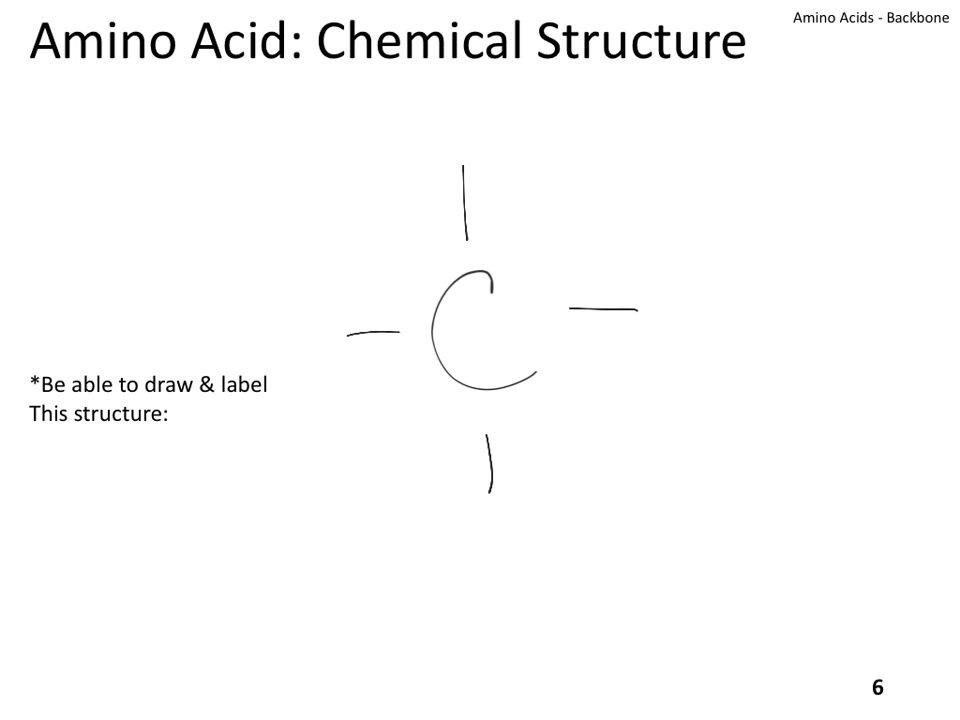 Amino Acids - Backbone
Amino Acid: Chemical Structure
C
*Be able to draw & label
This structure:
6